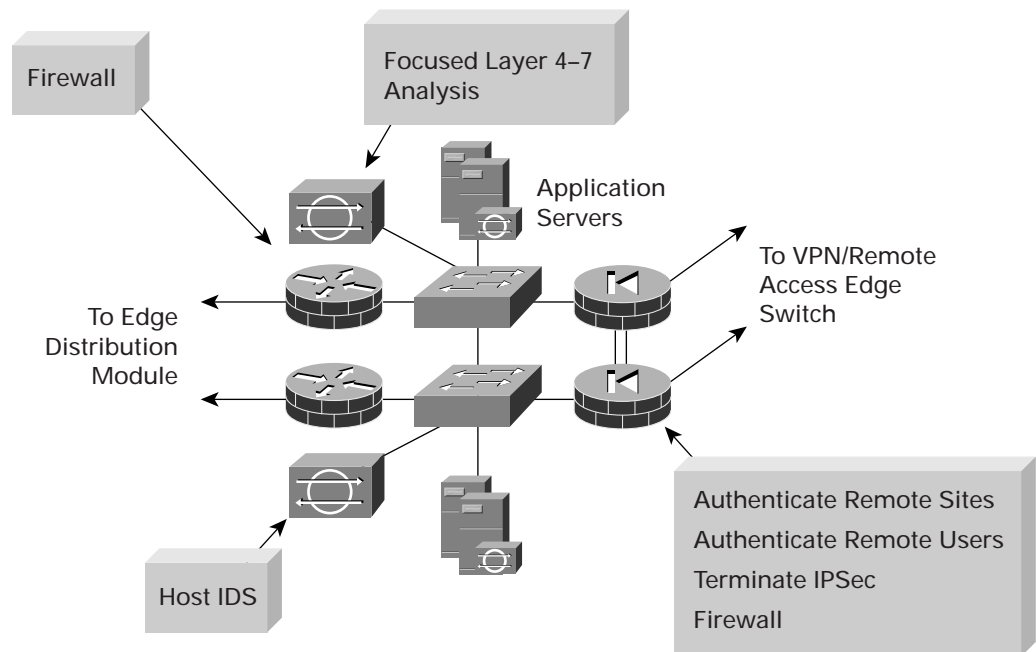 Firewall
Focused Layer 4–7
Analysis
Application
Servers
To VPN/Remote
Access Edge
Switch
To Edge
Distribution
Module
Host IDS
Authenticate Remote Sites
Authenticate Remote Users
Terminate IPSec
Firewall